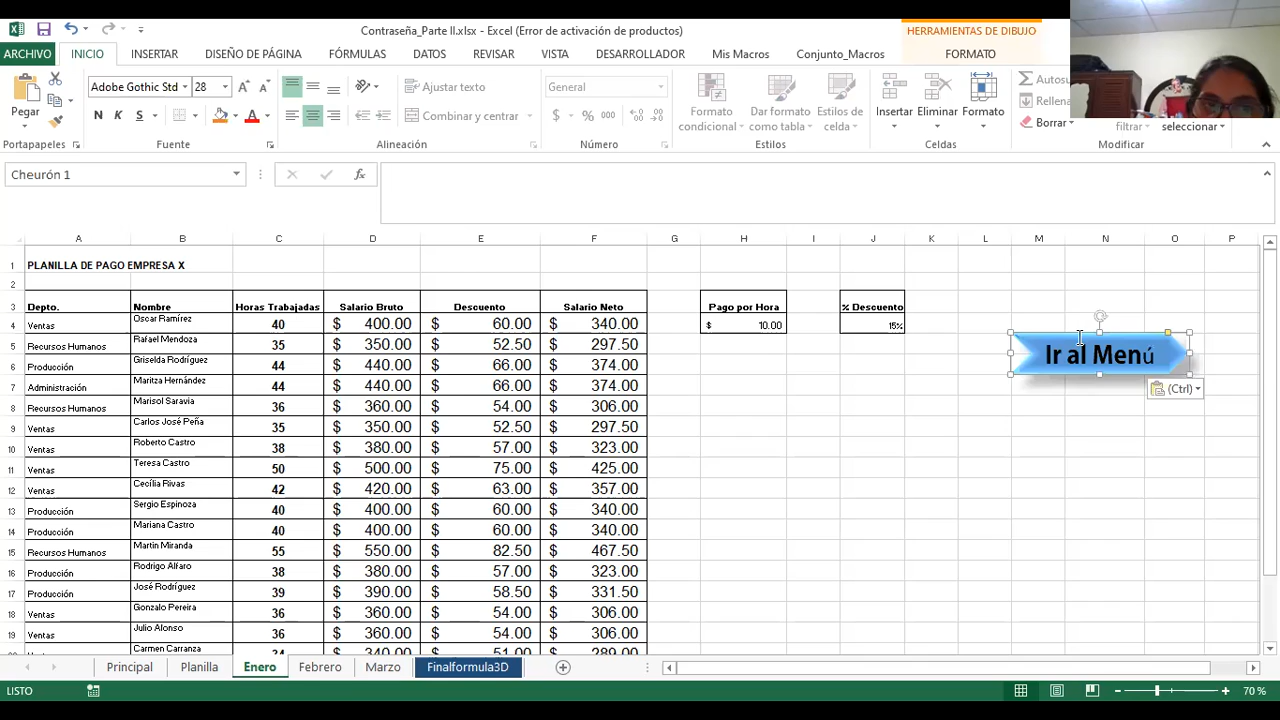 Contraseña_Parte II.xlsx - Excel (Error de activación de productos)
HERRAMIENTAS DE DIBUJO
ARCHIVO INICIO INSERTAR DISEÑO DE PÁGINA FÓRMULAS DATOS REVISAR VISTA DESARROLLADOR Mis Macros Conjunto_Macros FORMATO
Pegar
Adobe Gothic Std 28
Ajustar texto
General
Autosu
Rellena
N K S A A
Combinar y centrar
$ % 000
Formato condicional
Dar formato como tabla
Estilos de celda
Insertar Eliminar Formato
Borrar
filtrar
seleccionar
Portapapeles Fuente Alineación Número Estilos Celdas Modificar
Cheurón 1
fx
A B C D E F G H I J K L M N O P
1 PLANILLA DE PAGO EMPRESA X
2
3 Depto. Nombre Horas Trabajadas Salario Bruto Descuento Salario Neto Pago por Hora % Descuento
4 Ventas Oscar Ramírez 40 $ 400.00 $ 60.00 $ 340.00 $ 10.00 15%
5 Recursos Humanos Rafael Mendoza 35 $ 350.00 $ 52.50 $ 297.50
Ir al Menú
6 Producción Griselda Rodríguez 44 $ 440.00 $ 66.00 $ 374.00
(Ctrl)
7 Administración Maritza Hernández 44 $ 440.00 $ 66.00 $ 374.00
8 Recursos Humanos Marisol Saravia 36 $ 360.00 $ 54.00 $ 306.00
9 Ventas Carlos José Peña 35 $ 350.00 $ 52.50 $ 297.50
10 Ventas Roberto Castro 38 $ 380.00 $ 57.00 $ 323.00
11 Ventas Teresa Castro 50 $ 500.00 $ 75.00 $ 425.00
12 Ventas Cecilia Rivas 42 $ 420.00 $ 63.00 $ 357.00
13 Producción Sergio Espinoza 40 $ 400.00 $ 60.00 $ 340.00
14 Producción Mariana Castro 40 $ 400.00 $ 60.00 $ 340.00
15 Recursos Humanos Martin Miranda 55 $ 550.00 $ 82.50 $ 467.50
16 Producción Rodrigo Alfaro 38 $ 380.00 $ 57.00 $ 323.00
17 Producción José Rodríguez 39 $ 390.00 $ 58.50 $ 331.50
18 Ventas Gonzalo Pereira 36 $ 360.00 $ 54.00 $ 306.00
19 Ventas Julio Alonso 36 $ 360.00 $ 54.00 $ 306.00
Carmen Carranza 34 $ 340.00 $ 51.00 $ 289.00
Principal Planilla Enero Febrero Marzo Finalformula3D
LISTO
70 %